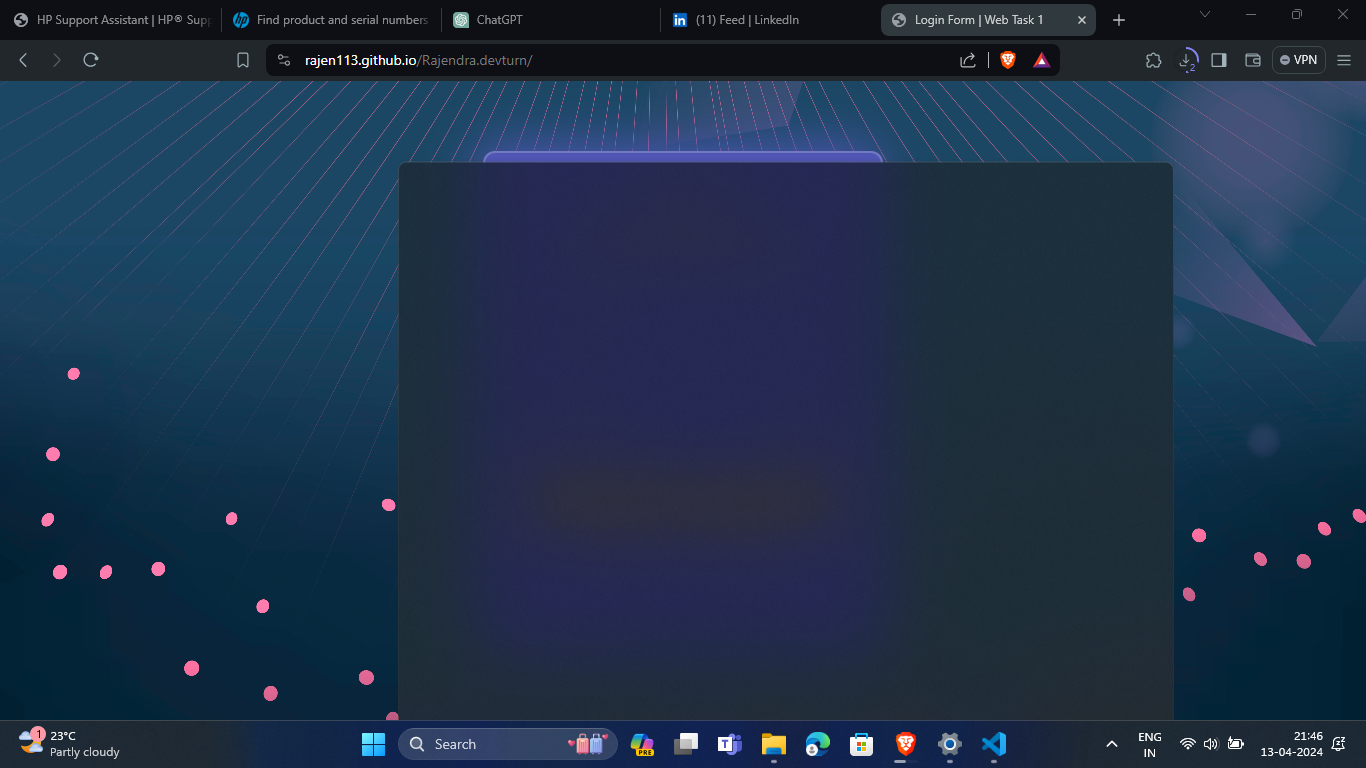 HP Support Assistant | HP® Supp
Find product and serial numbers
ChatGPT
(11) Feed | LinkedIn
Login Form | Web Task 1
rajen113.github.io/Rajendra.devturn/
2
VPN
1
23°C
Partly cloudy
Search
PRE
ENG
IN
21:46
13-04-2024